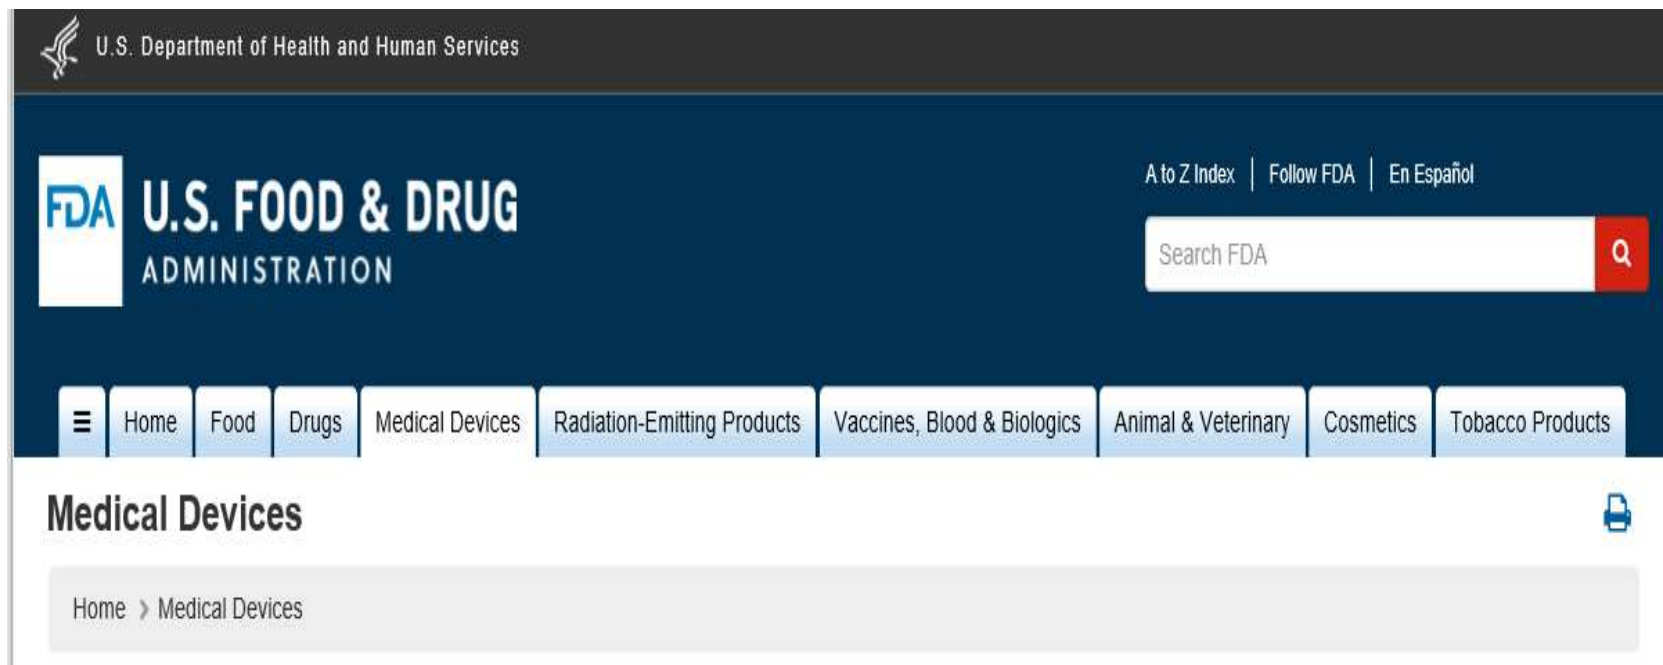 U.S. Department of Health and Human Services
A to Z Index | Follow FDA | En Español
FDA U.S. FOOD & DRUG
ADMINISTRATION
Search FDA
Home Food Drugs Medical Devices Radiation-Emitting Products Vaccines, Blood & Biologics Animal & Veterinary Cosmetics Tobacco Products
Medical Devices
Home > Medical Devices